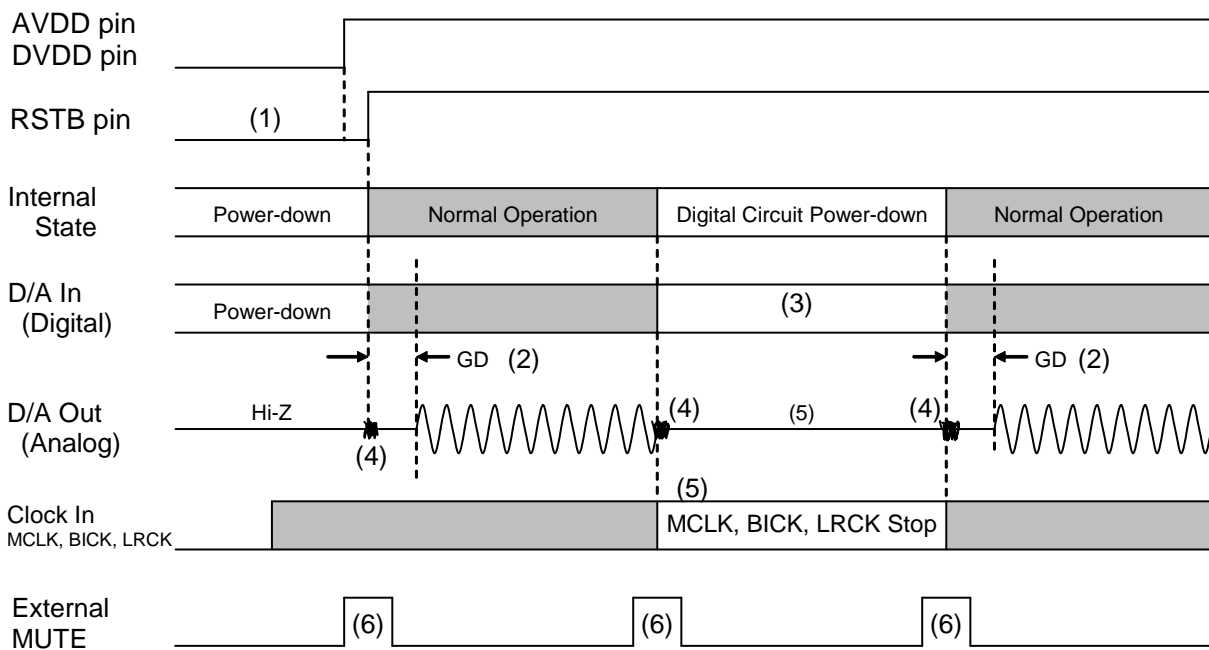 AVDD pin
DVDD pin
RSTB pin
(1)
Internal
State
Power-down
Normal Operation
Digital Circuit Power-down
Normal Operation
D/A In
(Digital)
Power-down
(3)
GD (2)
GD (2)
D/A Out
(Analog)
Hi-Z
(4)
(4)
(5)
(4)
Clock In
MCLK, BICK, LRCK
(5)
MCLK, BICK, LRCK Stop
External
MUTE
(6)
(6)
(6)